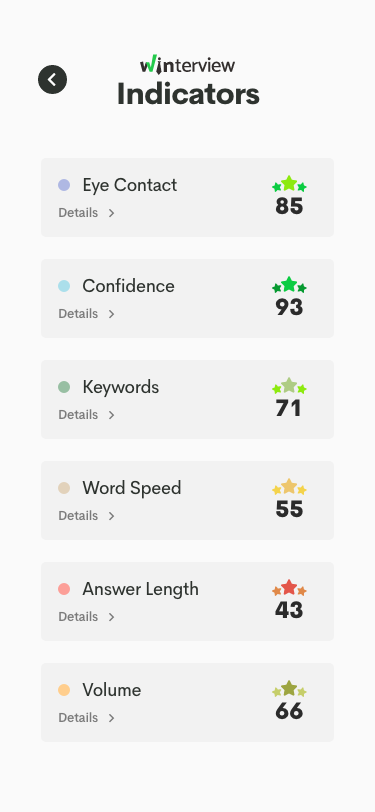 Winterview
Indicators
Eye Contact
Details
85
Confidence
Details
93
Keywords
Details
71
Word Speed
Details
55
Answer Length
Details
43
Volume
Details
66